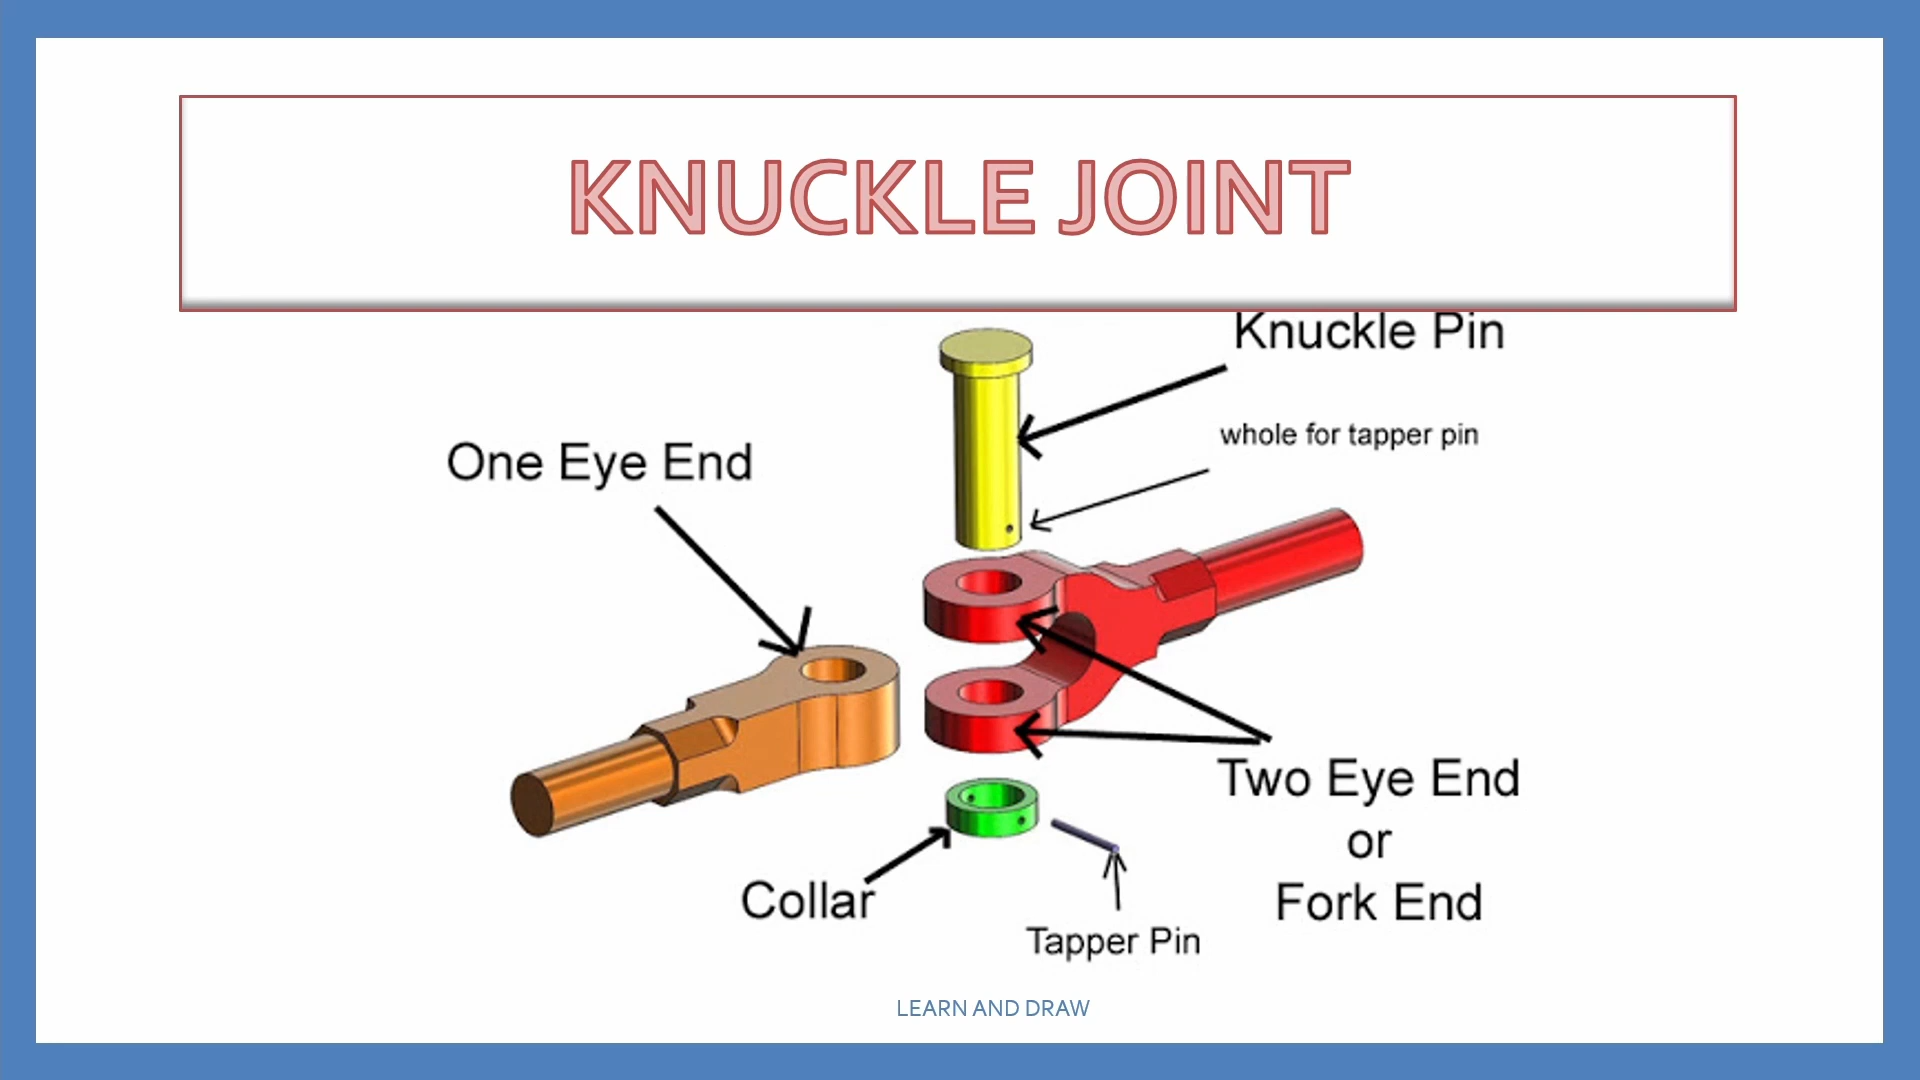 KNUCKLE JOINT
Knuckle Pin
whole for tapper pin
One Eye End
Two Eye End
or
Fork End
Collar
Tapper Pin
LEARN AND DRAW